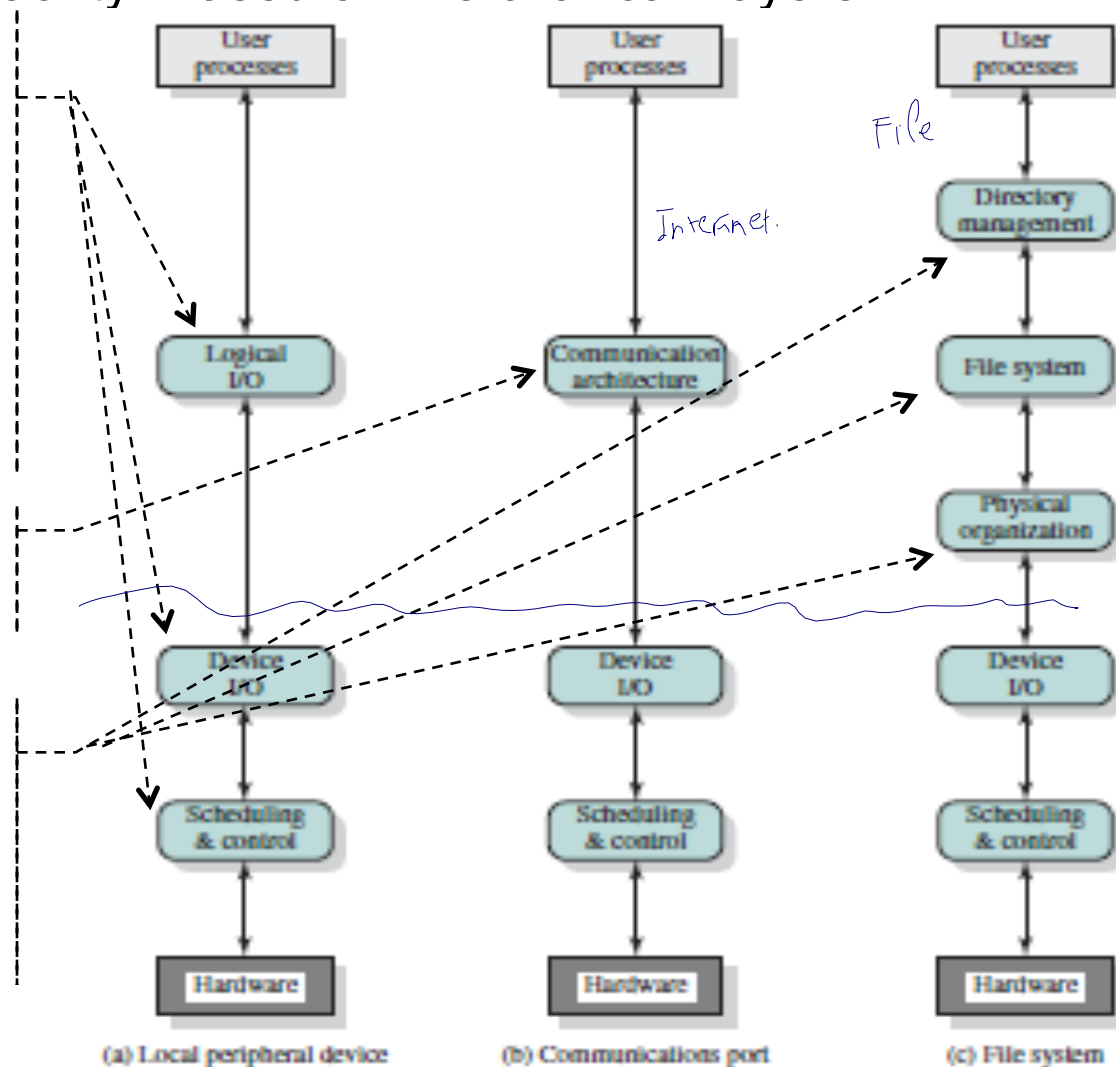 User
processes
Logical
I/O
Device
I/O
Scheduling
& control
Hardware
(a) Local peripheral device
User
processes
Internet.
Communication
architecture
Device
I/O
Scheduling
& control
Hardware
(b) Communications port
User
processes
File
Directory
management
File system
Physical
organization
Device
I/O
Scheduling
& control
Hardware
(c) File system